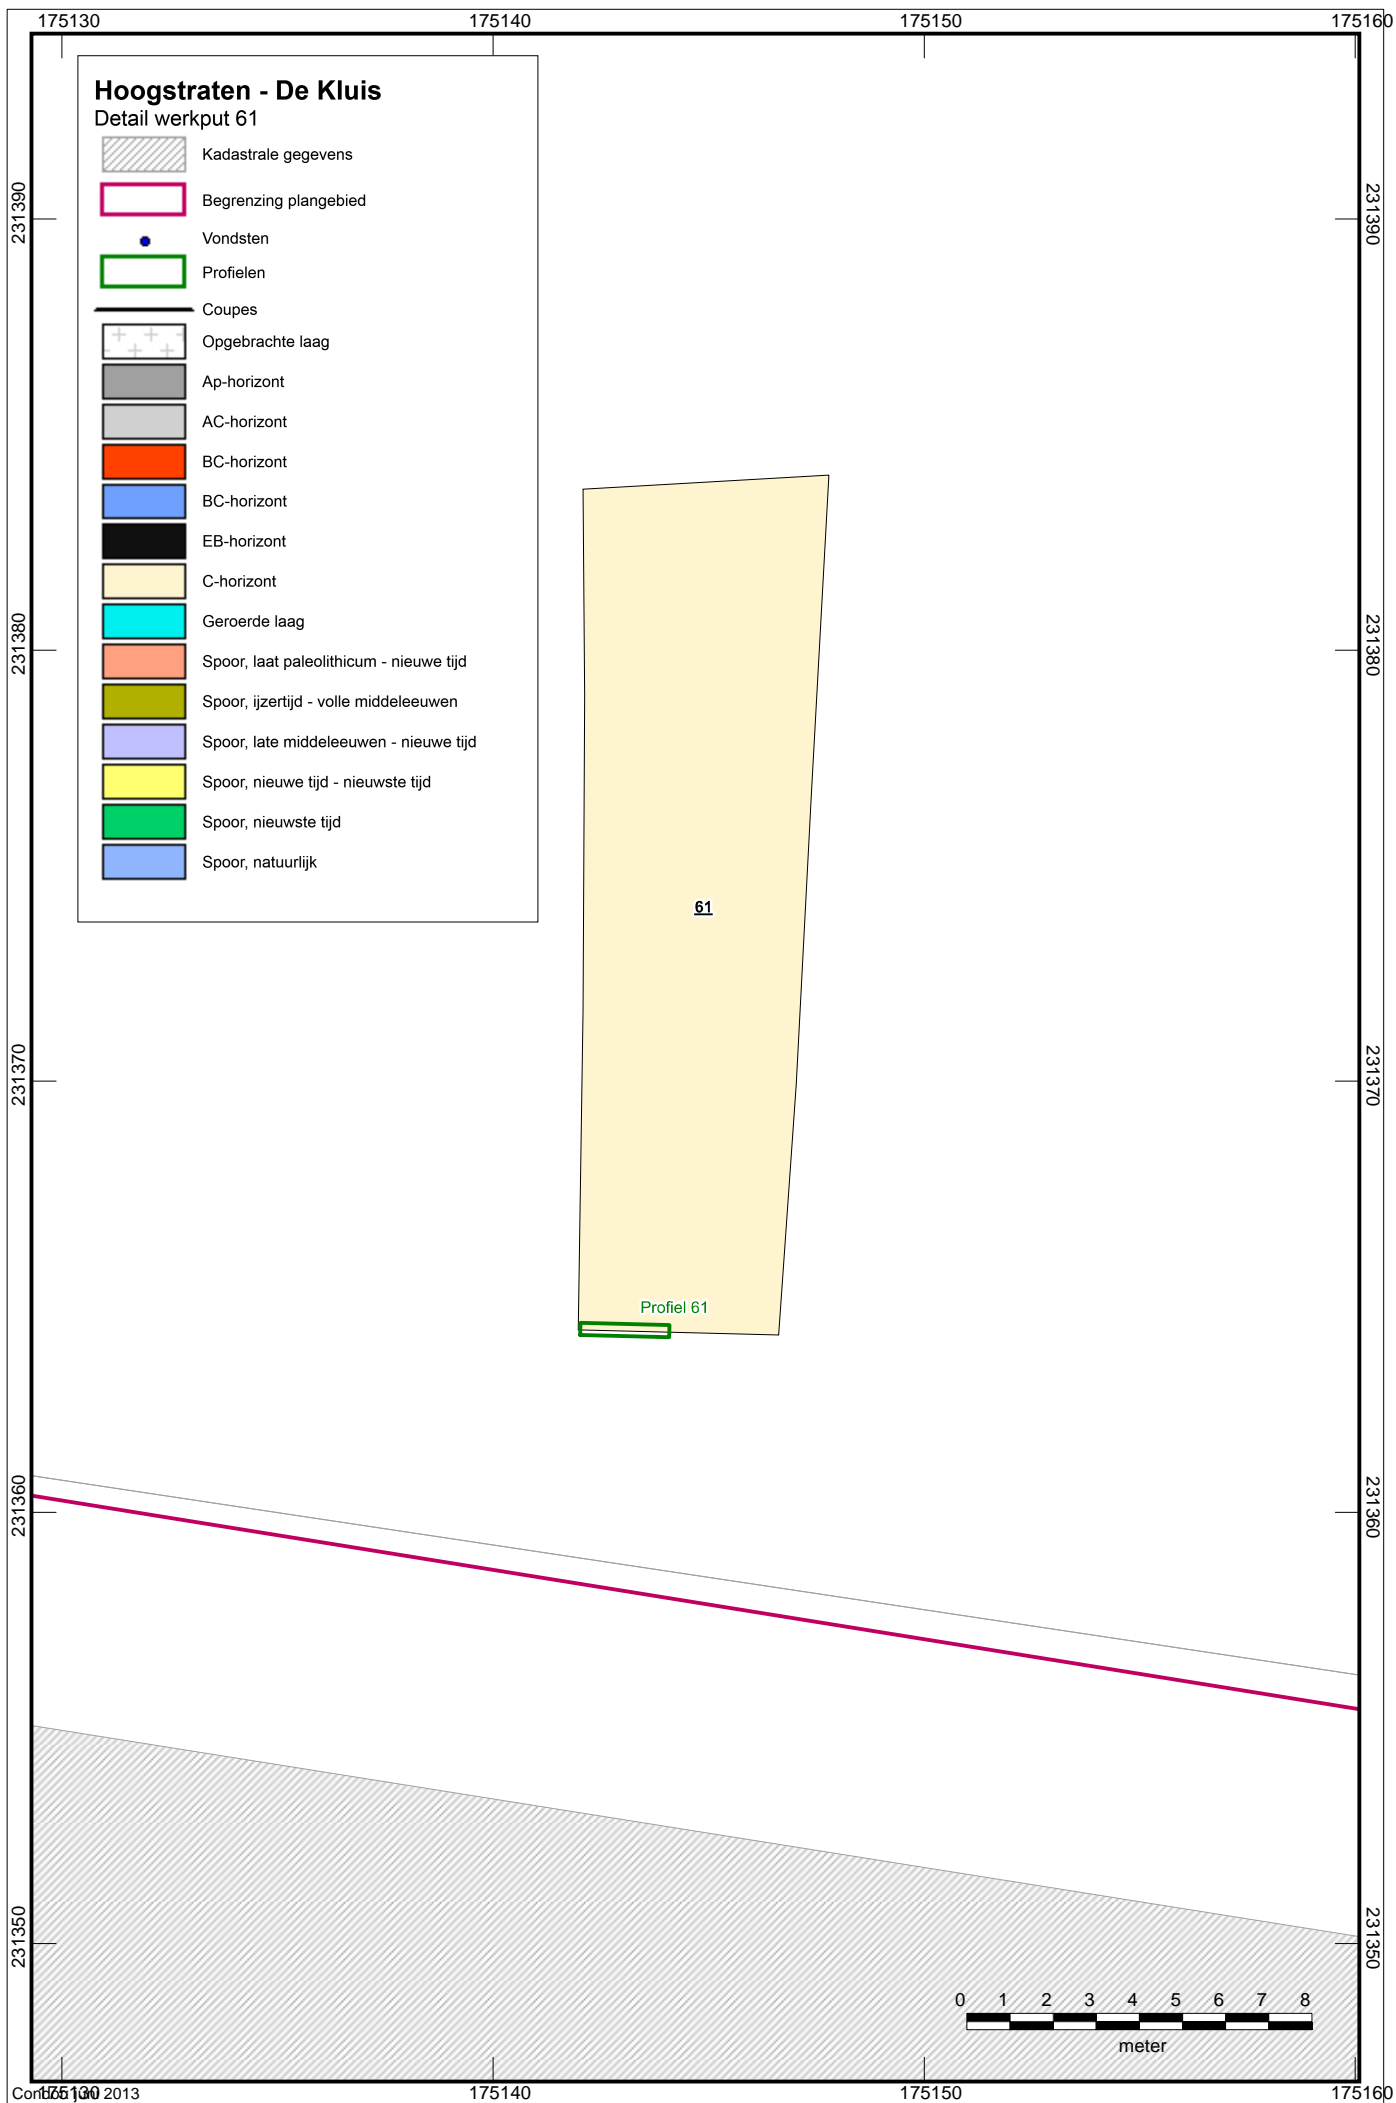 175130 175140 175150 175160
Hoogstraten - De Kluis
Detail werkput 61
Kadastrale gegevens
Begrenzing plangebied
Vondsten
Profielen
Coupes
Opgebrachte laag
Ap-horizont
AC-horizont
BC-horizont
BC-horizont
EB-horizont
C-horizont
Geroerde laag
Spoor, laat paleolithicum - nieuwe tijd
Spoor, ijzertijd - volle middeleeuwen
Spoor, late middeleeuwen - nieuwe tijd
Spoor, nieuwe tijd - nieuwste tijd
Spoor, nieuwste tijd
Spoor, natuurlijk
231390 231390
231380 231380
61
231370 231370
Profiel 61
231360 231360
231350 231350
0 1 2 3 4 5 6 7 8
meter
175130 175140 175150 175160
juni 2013